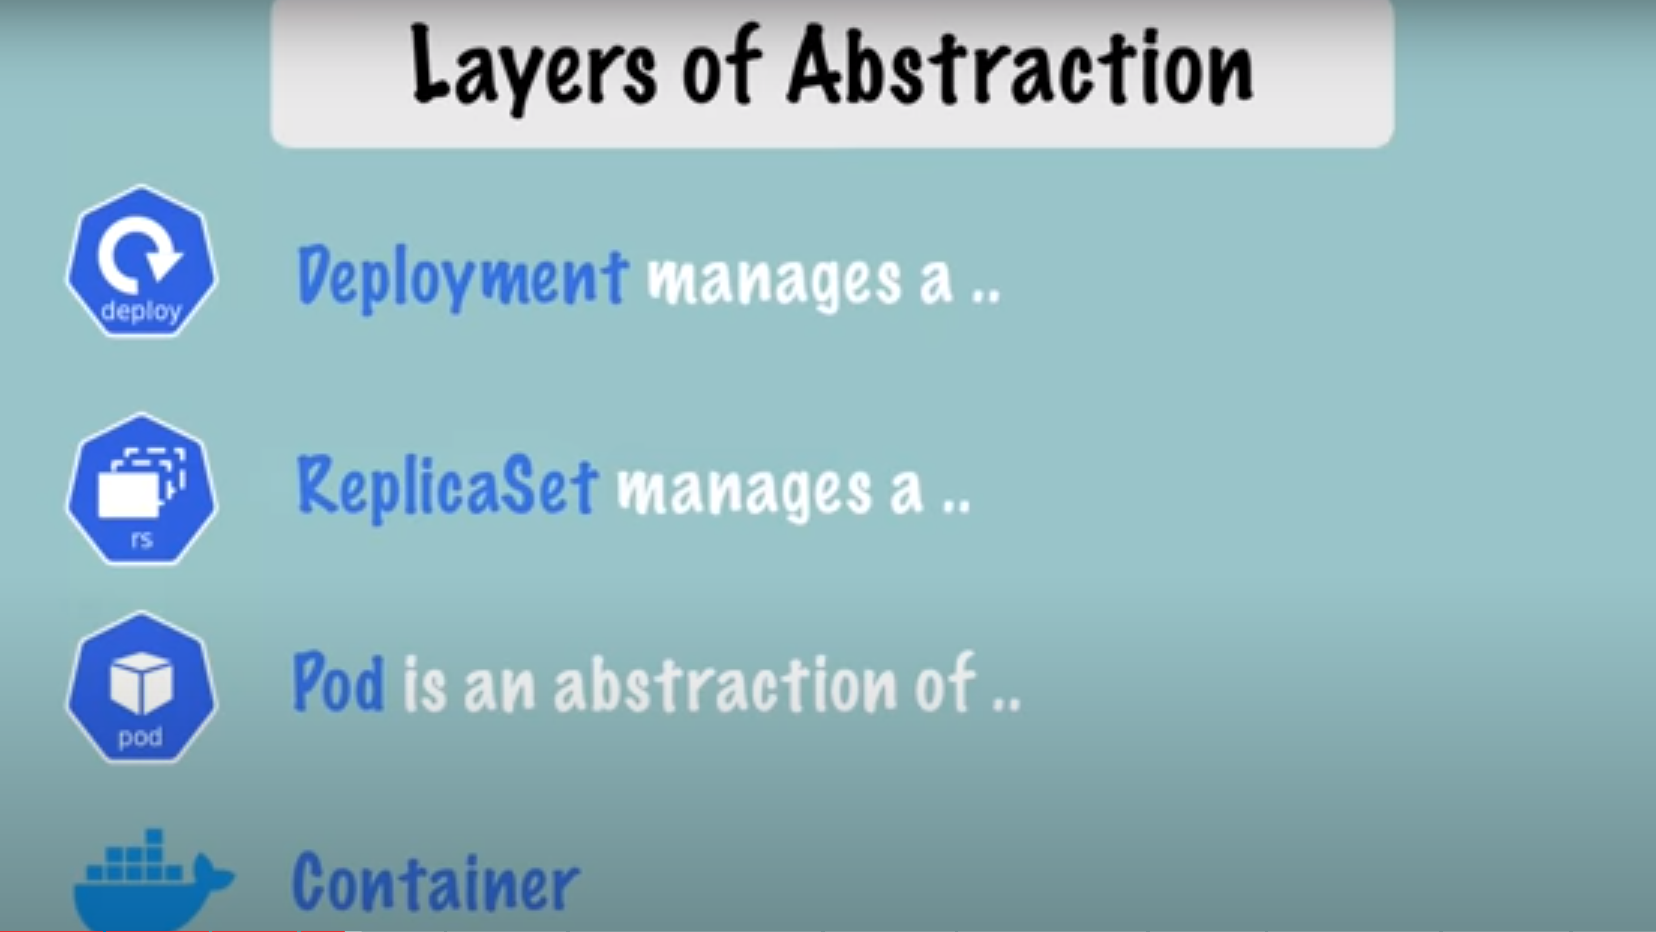 Layers of Abstraction
deploy
Deployment manages a ..
rs
ReplicaSet manages a ..
pod
Pod is an abstraction of ..
Container